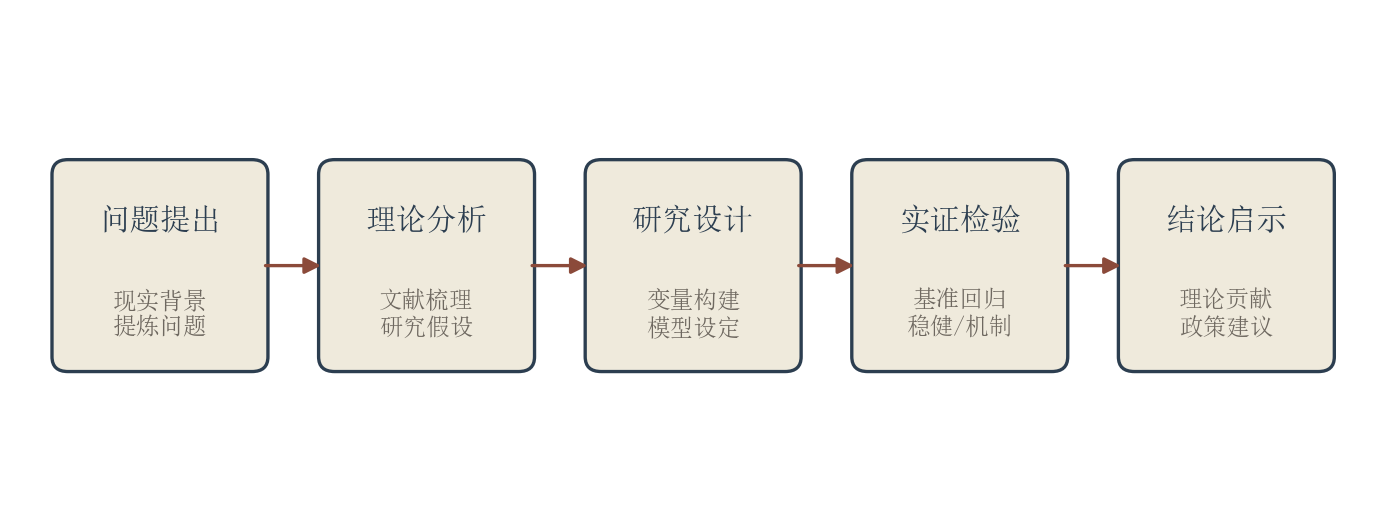 问题提出
现实背景
提炼问题
理论分析
文献梳理
研究假设
研究设计
变量构建
模型设定
实证检验
基准回归
稳健/机制
结论启示
理论贡献
政策建议